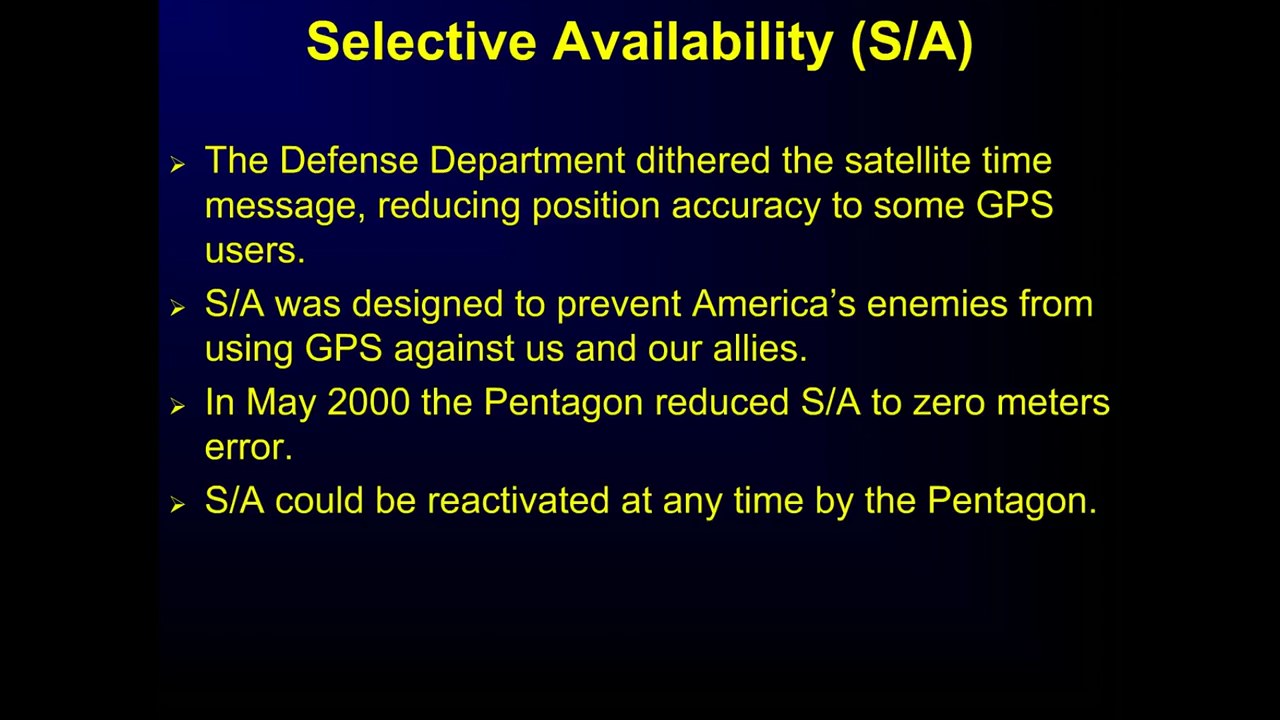 Selective Availability (S/A)
➢ The Defense Department dithered the satellite time
message, reducing position accuracy to some GPS
users.
➢ S/A was designed to prevent America’s enemies from
using GPS against us and our allies.
➢ In May 2000 the Pentagon reduced S/A to zero meters
error.
➢ S/A could be reactivated at any time by the Pentagon.